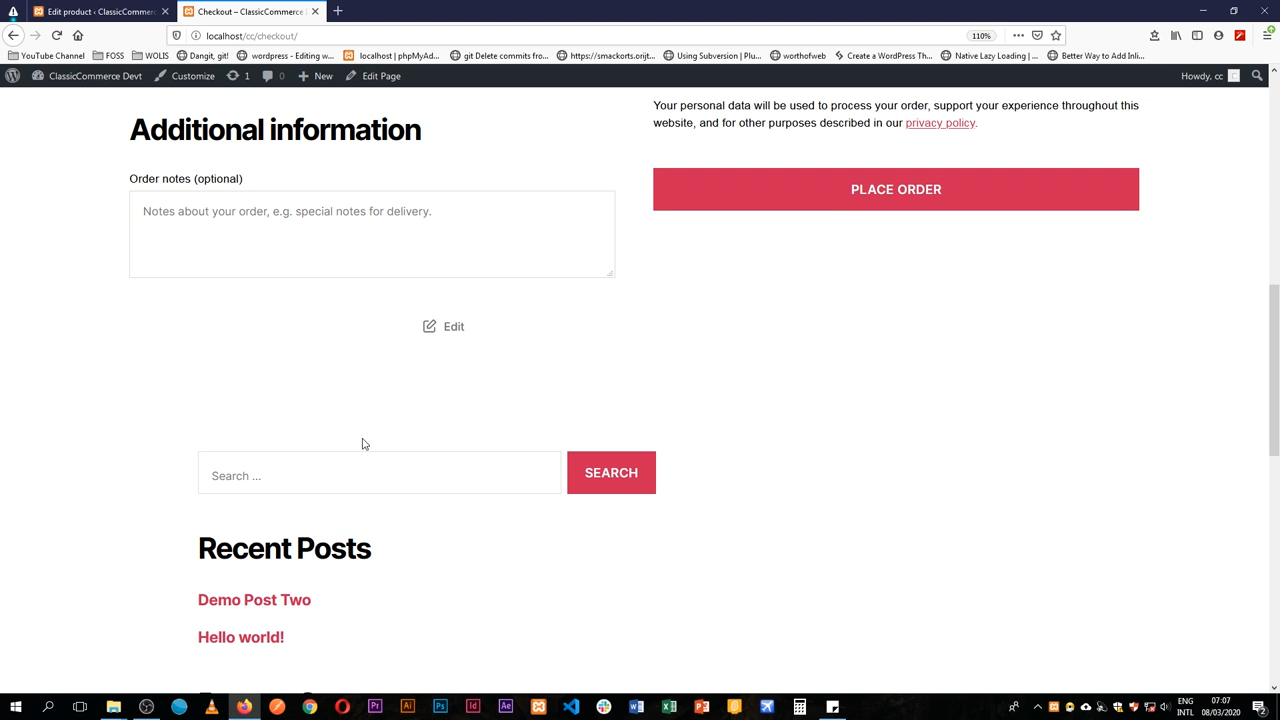 Edit product ‹ ClassicCommerc
Checkout – ClassicCommerce
localhost/cc/checkout/
110%
YouTube Channel
FOSS
WOLIS
Dangit, git!
wordpress - Editing w...
localhost | phpMyAd...
git Delete commits fro...
https://smackorts.orijt...
Using Subversion | Plu...
worthofweb
Create a WordPress Th...
Native Lazy Loading | ...
Better Way to Add Inli...
ClassicCommerce Devt
Customize
1
0
New
Edit Page
Howdy, cc
Your personal data will be used to process your order, support your experience throughout this
website, and for other purposes described in our privacy policy.
Additional information
Order notes (optional)
Notes about your order, e.g. special notes for delivery.
PLACE ORDER
Edit
Search …
SEARCH
Recent Posts
Demo Post Two
Hello world!
ENG
INTL
07:07
08/03/2020